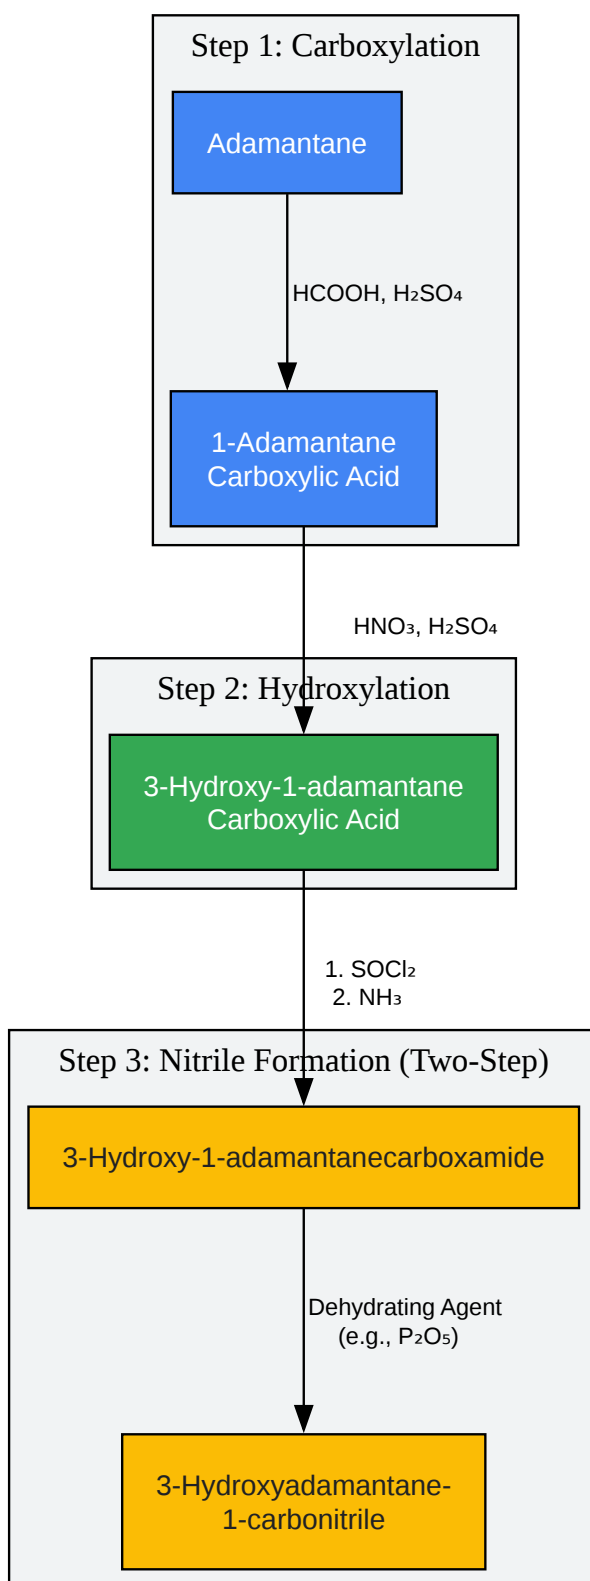 Step 1: Carboxylation
Adamantane
HCOOH, H₂SO₄
1-Adamantane
Carboxylic Acid
HNO₃, H₂SO₄
Step 2: Hydroxylation
3-Hydroxy-1-adamantane
Carboxylic Acid
1. SOCl₂
2. NH₃
Step 3: Nitrile Formation (Two-Step)
3-Hydroxy-1-adamantanecarboxamide
Dehydrating Agent
(e.g., P₂O₅)
3-Hydroxyadamantane-
1-carbonitrile